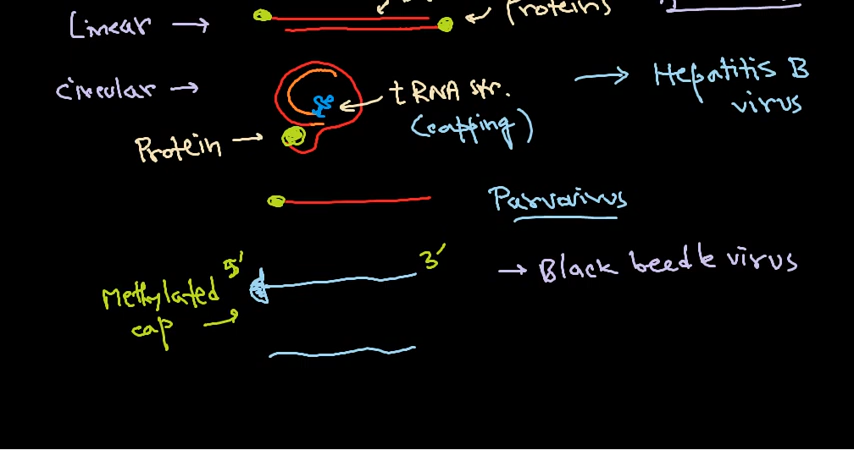 Linear →
Proteins
circular →
tRNA str.
(capping)
→ Hepatitis B
virus
Protein →
Parvovirus
5' 3'
Methylated
cap →
→ Black beedle virus